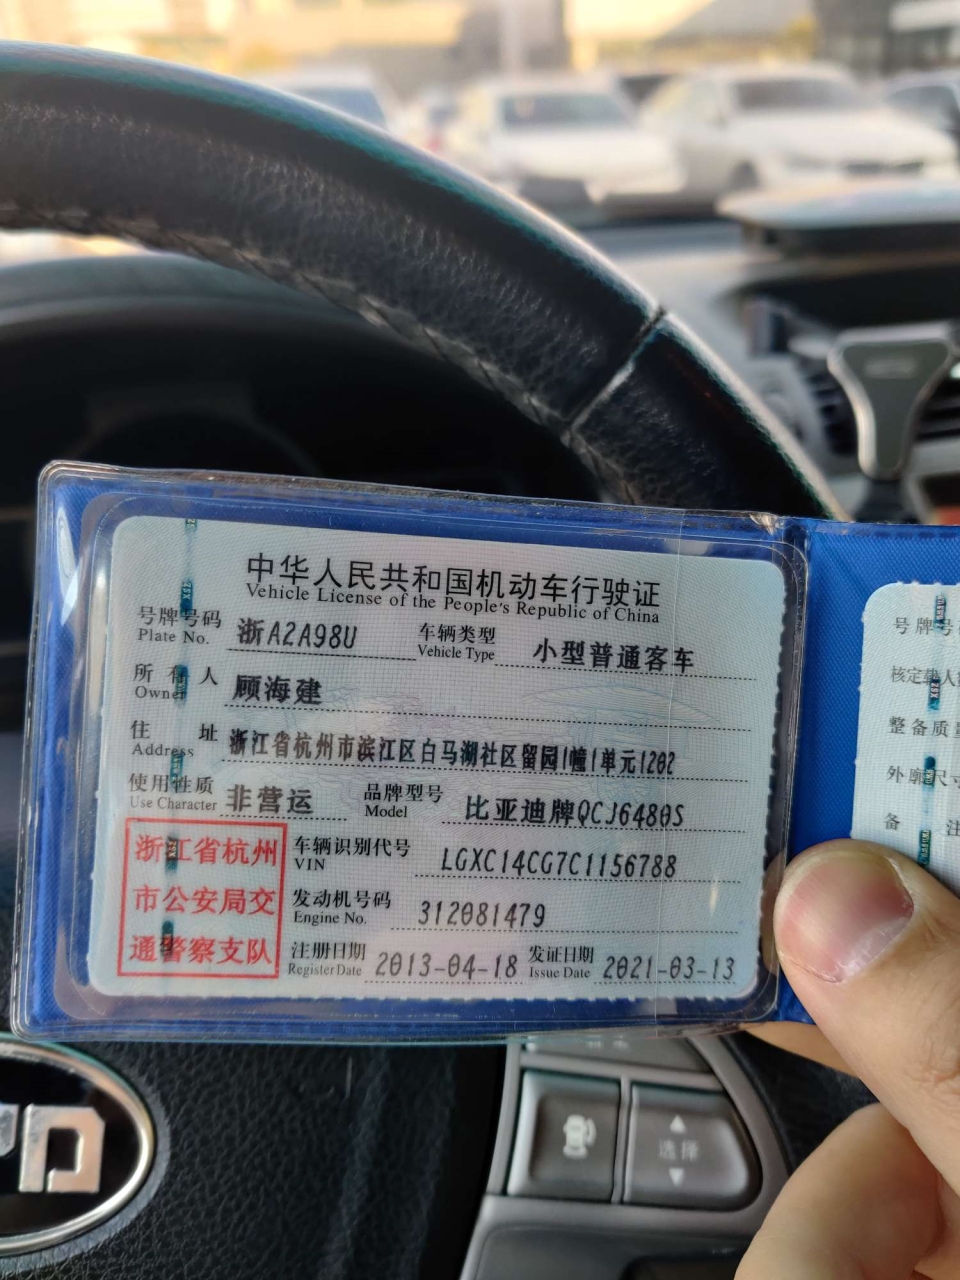 中华人民共和国机动车行驶证
Vehicle License of the People's Republic of China
号牌号码 浙A2A98U 车辆类型 小型普通客车
Plate No. Vehicle Type
所有人 顾海建
Owner
住址 浙江省杭州市滨江区白马湖社区留园1幢1单元1202
Address
使用性质 非营运 品牌型号 比亚迪牌QCJ6480S
Use Character Model
浙江省杭州
市公安局交
通警察支队
车辆识别代号 LGXC14CG7C1156788
VIN
发动机号码 312081479
Engine No.
注册日期 2013-04-18 发证日期 2021-03-13
Register Date Issue Date
号牌号
核定载人
整备质量
外廓尺寸
备 注
选择